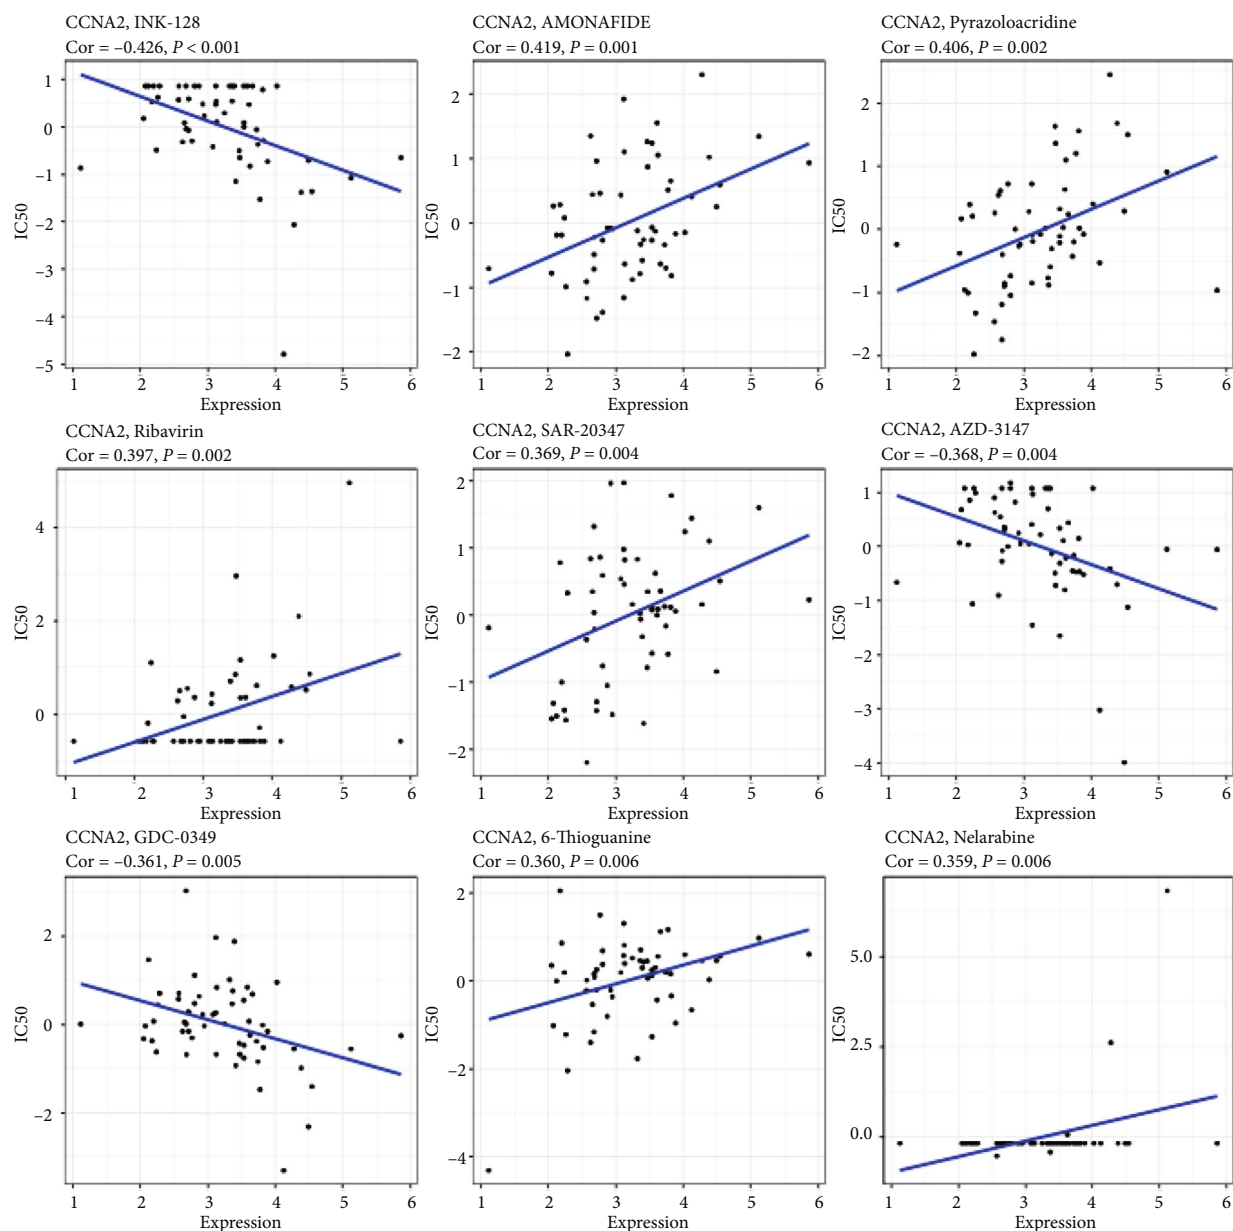 CCNA2, INK-128
Cor = –0.426, P < 0.001
1
0
–1
–2
–3
–4
–5
IC50
1 2 3 4 5 6
Expression
CCNA2, AMONAFIDE
Cor = 0.419, P = 0.001
2
1
0
–1
–2
IC50
1 2 3 4 5 6
Expression
CCNA2, Pyrazoloacridine
Cor = 0.406, P = 0.002
2
1
0
–1
–2
IC50
1 2 3 4 5 6
Expression
CCNA2, Ribavirin
Cor = 0.397, P = 0.002
4
2
0
IC50
1 2 3 4 5 6
Expression
CCNA2, SAR-20347
Cor = 0.369, P = 0.004
2
1
0
–1
–2
IC50
1 2 3 4 5 6
Expression
CCNA2, AZD-3147
Cor = –0.368, P = 0.004
1
0
–1
–2
–3
–4
IC50
1 2 3 4 5 6
Expression
CCNA2, GDC-0349
Cor = –0.361, P = 0.005
2
0
–2
IC50
1 2 3 4 5 6
Expression
CCNA2, 6-Thioguanine
Cor = 0.360, P = 0.006
2
0
–2
–4
IC50
1 2 3 4 5 6
Expression
CCNA2, Nelarabine
Cor = 0.359, P = 0.006
5.0
2.5
0.0
IC50
1 2 3 4 5 6
Expression